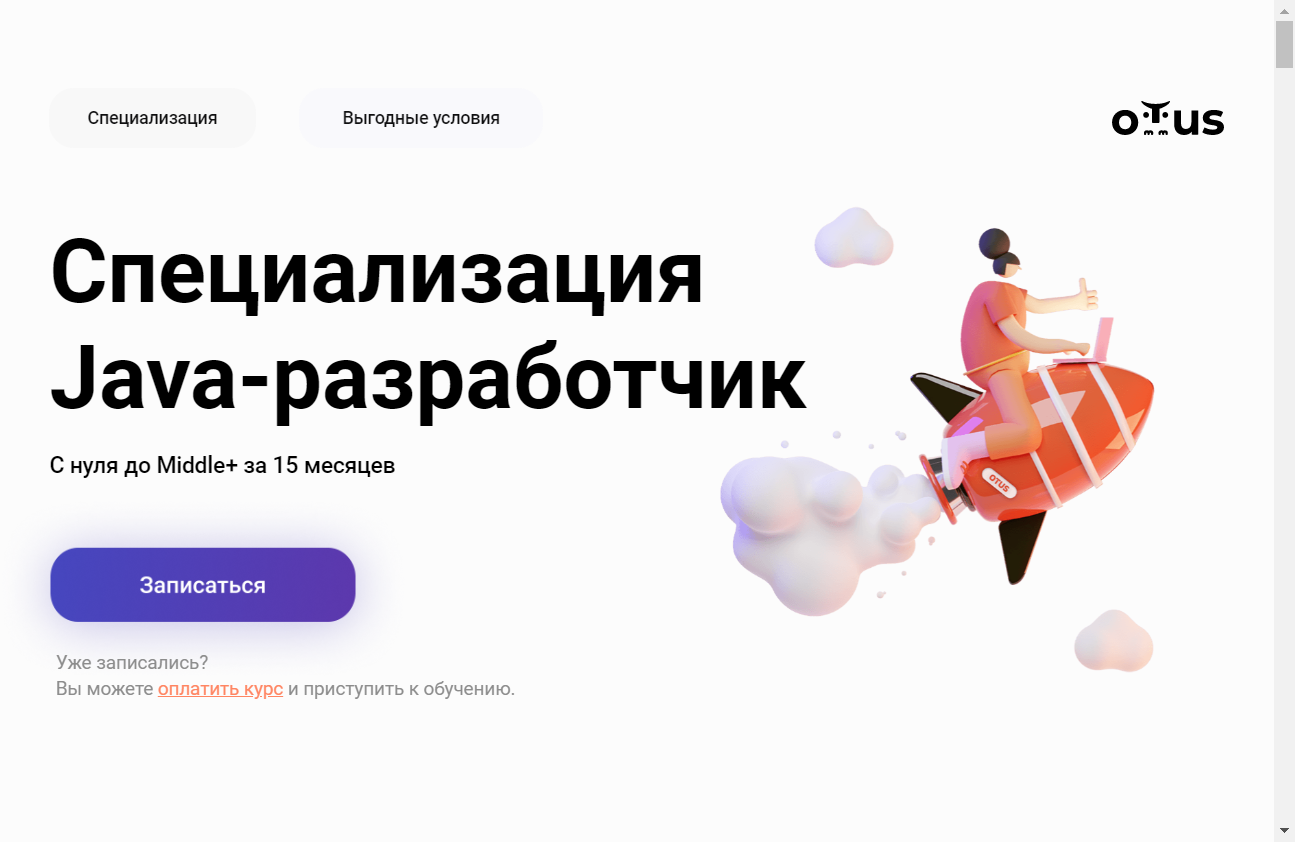 Специализация
Выгодные условия
OTUS
Специализация
Java-разработчик
С нуля до Middle+ за 15 месяцев
OTUS
Записаться
Уже записались?
Вы можете оплатить курс и приступить к обучению.